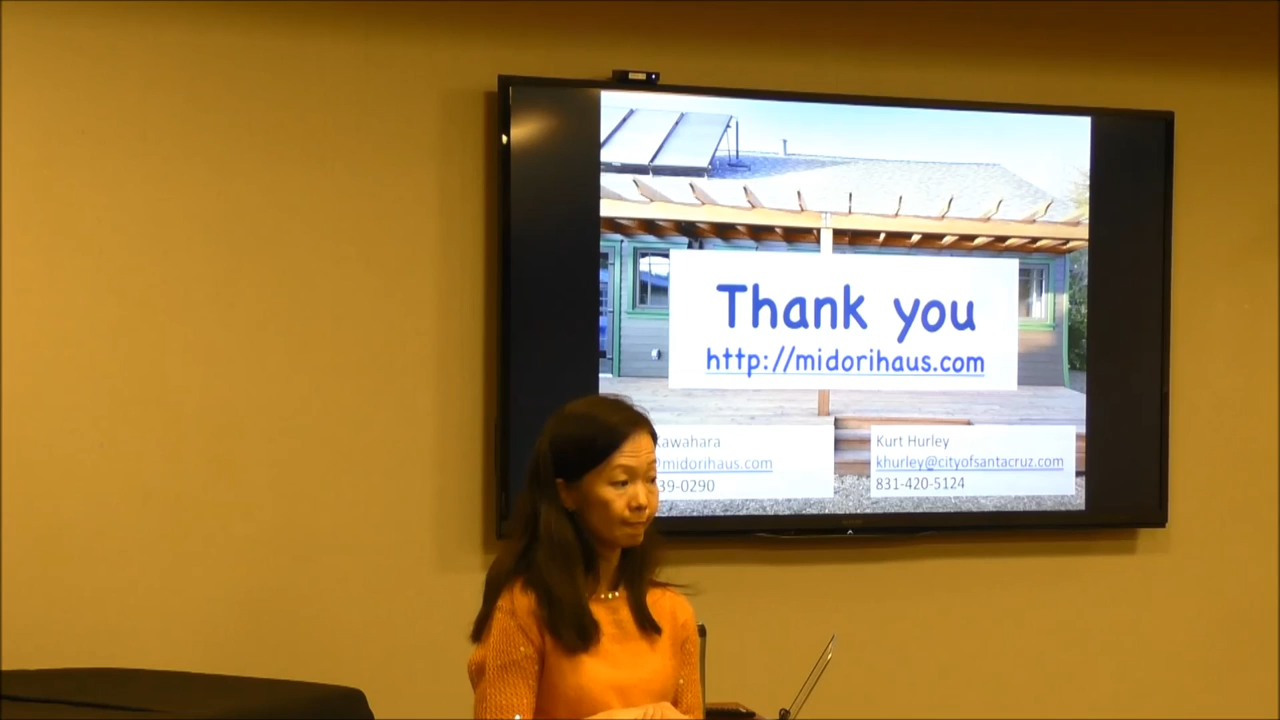 Thank you
http://midorihaus.com
Kawahara
@midorihaus.com
39-0290
Kurt Hurley
khurley@cityofsantacruz.com
831-420-5124